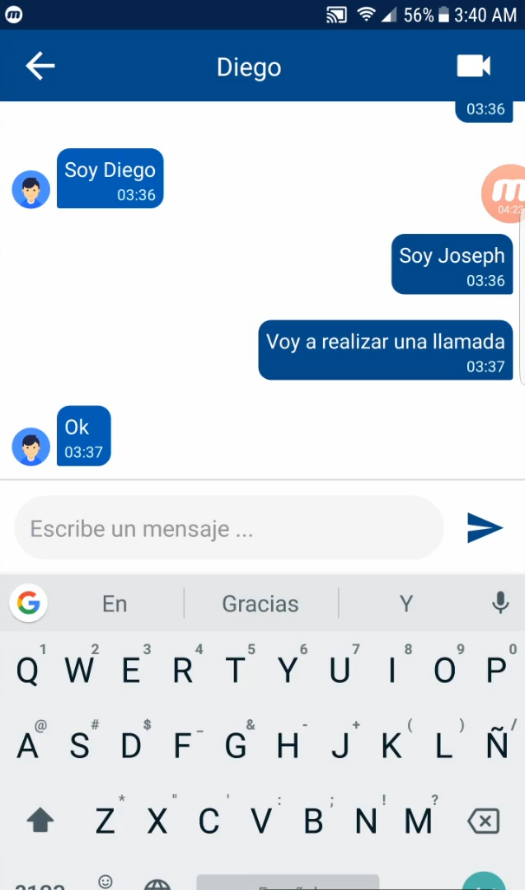 56% 3:40 AM
Diego
03:36
Soy Diego
03:36
04:23
Soy Joseph
03:36
Voy a realizar una llamada
03:37
Ok
03:37
Escribe un mensaje ...
En Gracias Y
1 2 3 4 5 6 7 8 9 0
Q W E R T Y U I O P
@ # $ _ & - + ( ) /
A S D F G H J K L Ñ
* " ' : ; ! ?
Z X C V B N M